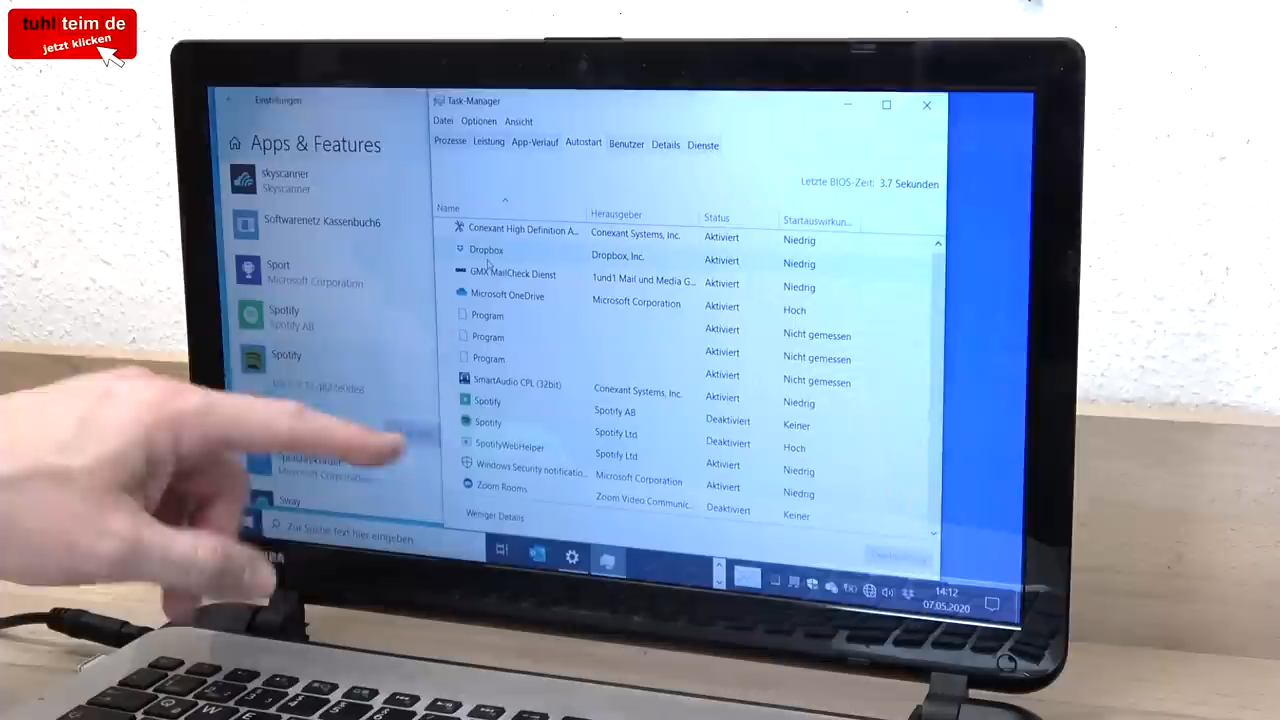 tuhl teim de
jetzt klicken
Einstellungen
Apps & Features
skyscanner
Skyscanner
Softwarenetz Kassenbuch6
Sport
Microsoft Corporation
Spotify
Spotify AB
Spotify
Microsoft Corporation
Sway
Zur Suche Text hier eingeben
Task-Manager
Datei Optionen Ansicht
Prozesse Leistung App-Verlauf Autostart Benutzer Details Dienste
Letzte BIOS-Zeit: 3.7 Sekunden
Name Herausgeber Status Startauswirkun...
Conexant High Definition A... Conexant Systems, Inc. Aktiviert Niedrig
Dropbox Dropbox, Inc. Aktiviert Niedrig
GMX MailCheck Dienst 1und1 Mail und Media G... Aktiviert Niedrig
Microsoft OneDrive Microsoft Corporation Aktiviert Hoch
Program Aktiviert Nicht gemessen
Program Aktiviert Nicht gemessen
Program Aktiviert Nicht gemessen
SmartAudio CPL (32bit) Conexant Systems, Inc. Aktiviert Niedrig
Spotify Spotify AB Deaktiviert Keiner
Spotify Spotify Ltd Deaktiviert Hoch
SpotifyWebHelper Spotify Ltd Aktiviert Niedrig
Windows Security notificatio... Microsoft Corporation Aktiviert Niedrig
Zoom Rooms Zoom Video Communic... Deaktiviert Keiner
Weniger Details
14:12
07.05.2020